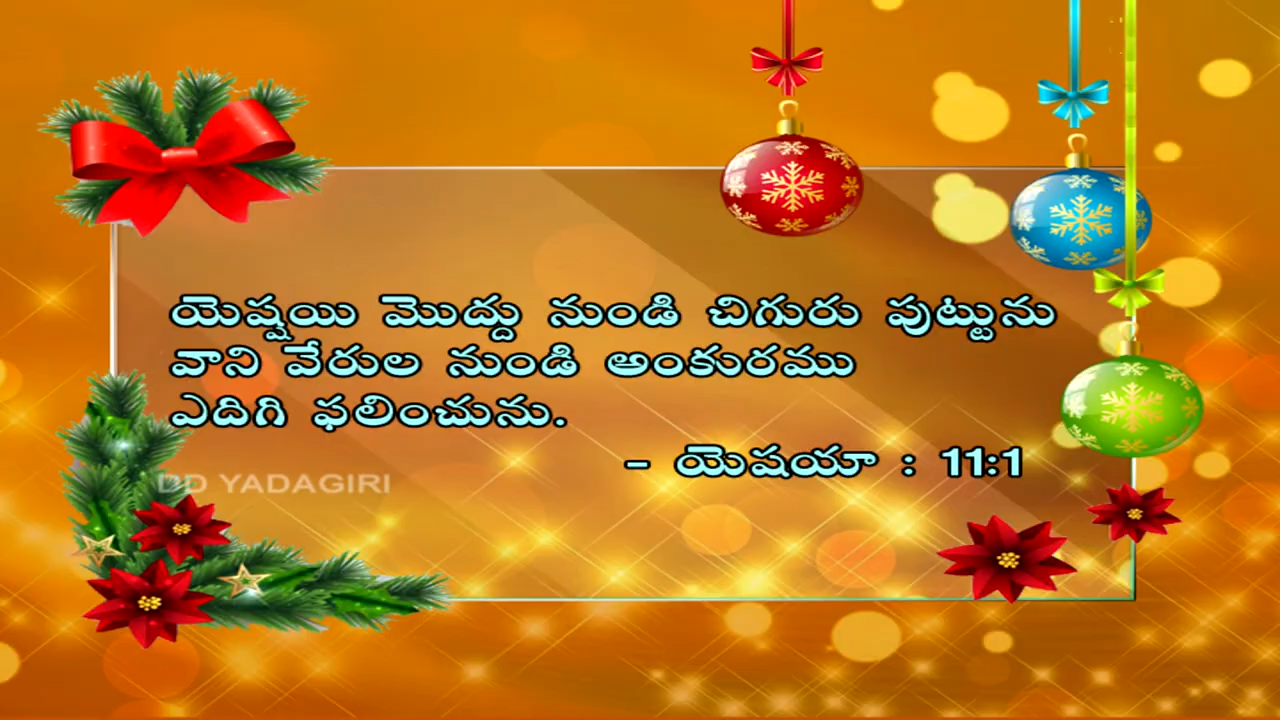 యెష్షయి మొద్దు నుండి చిగురు పుట్టును
వాని వేరుల నుండి అంకురము
ఎదిగి ఫలించును.
- యెషయా : 11:1
DD YADAGIRI